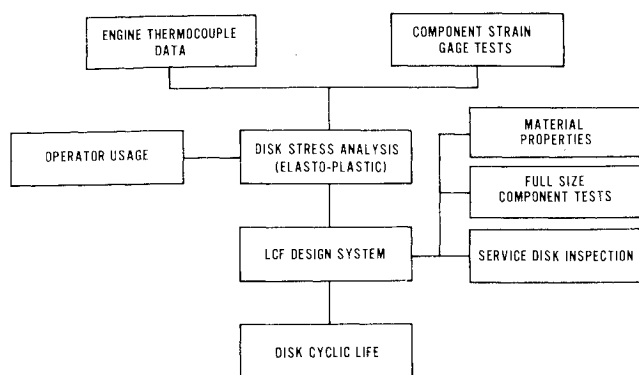 ENGINE THERMOCOUPLE
DATA
COMPONENT STRAIN
GAGE TESTS
OPERATOR USAGE
DISK STRESS ANALYSIS
(ELASTO-PLASTIC)
MATERIAL
PROPERTIES
FULL SIZE
COMPONENT TESTS
LCF DESIGN SYSTEM
SERVICE DISK INSPECTION
DISK CYCLIC LIFE